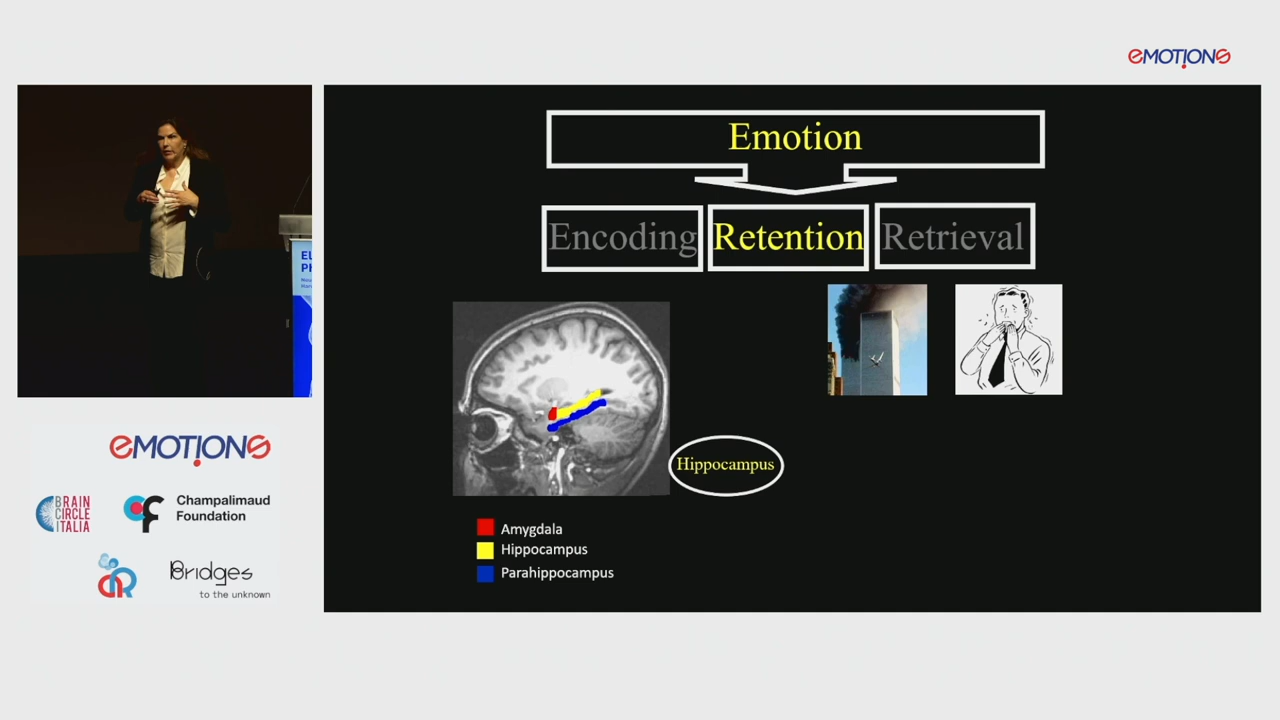 eMOTIONS
Emotion
Encoding
Retention
Retrieval
Hippocampus
Amygdala
Hippocampus
Parahippocampus
eMOTIONS
BRAIN
CIRCLE
ITALIA
Champalimaud
Foundation
Bridges
to the unknown